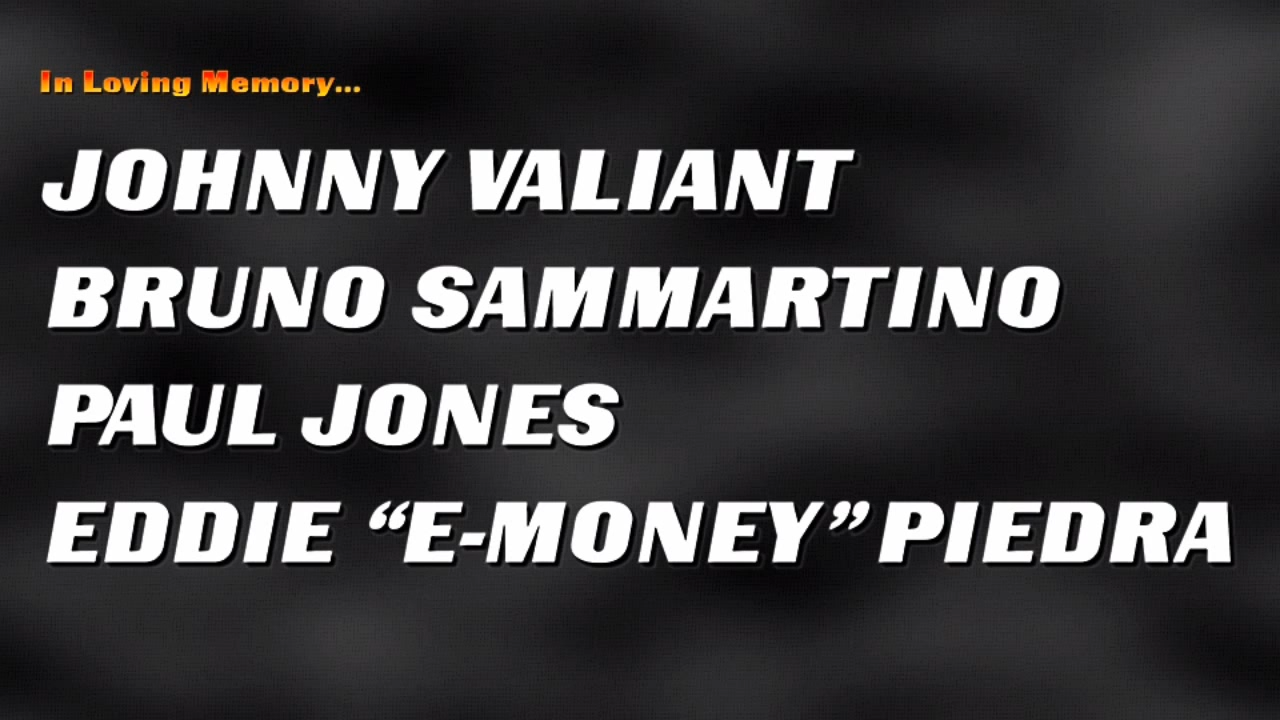 In Loving Memory...
JOHNNY VALIANT
BRUNO SAMMARTINO
PAUL JONES
EDDIE “E-MONEY” PIEDRA